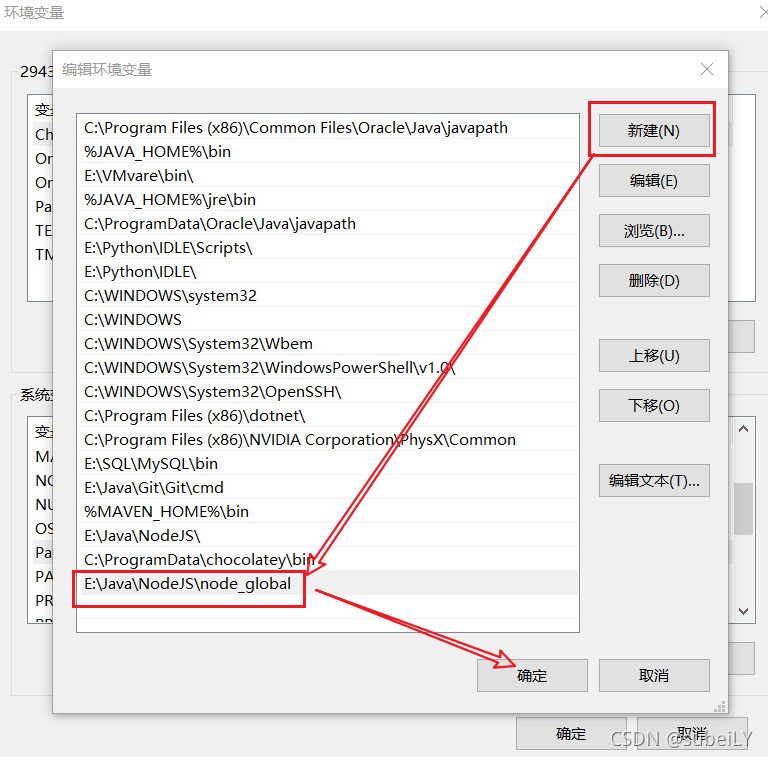 环境变量
编辑环境变量
2943
变
Ch
Or
Or
Pa
TE
TM
C:\Program Files (x86)\Common Files\Oracle\Java\javapath
%JAVA_HOME%\bin
E:\VMvare\bin\
%JAVA_HOME%\jre\bin
C:\ProgramData\Oracle\Java\javapath
E:\Python\IDLE\Scripts\
E:\Python\IDLE\
C:\WINDOWS\system32
C:\WINDOWS
C:\WINDOWS\System32\Wbem
C:\WINDOWS\System32\WindowsPowerShell\v1.0\
C:\WINDOWS\System32\OpenSSH\
C:\Program Files (x86)\dotnet\
C:\Program Files (x86)\NVIDIA Corporation\PhysX\Common
E:\SQL\MySQL\bin
E:\Java\Git\Git\cmd
%MAVEN_HOME%\bin
E:\Java\NodeJS\
C:\ProgramData\chocolatey\bin
E:\Java\NodeJS\node_global
新建(N)
编辑(E)
浏览(B)...
删除(D)
上移(U)
下移(O)
编辑文本(T)...
系统
变
MA
NU
OS
Pa
PA
PR
确定
取消
确定
取消
CSDN @subeiLY